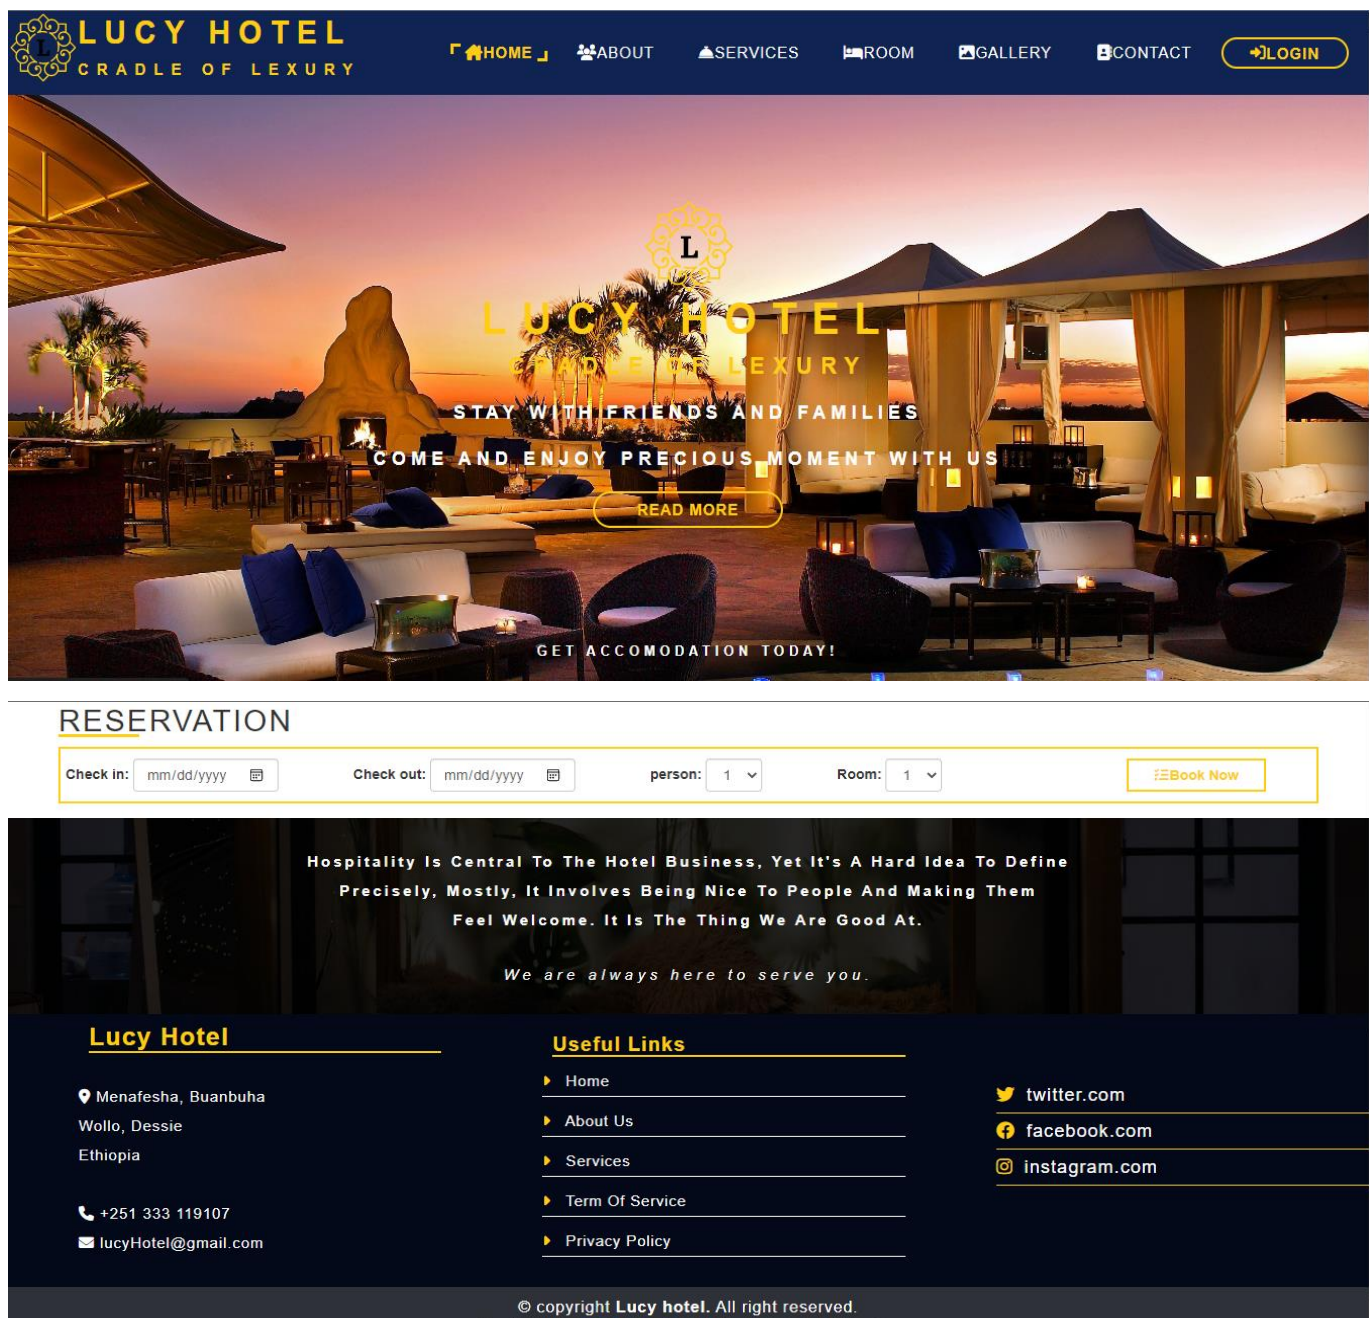 L
LUCY HOTEL
CRADLE OF LEXURY
HOME
ABOUT
SERVICES
ROOM
GALLERY
CONTACT
LOGIN
L
LUCY HOTEL
CRADLE OF LEXURY
STAY WITH FRIENDS AND FAMILIES
COME AND ENJOY PRECIOUS MOMENT WITH US
READ MORE
GET ACCOMODATION TODAY!
RESERVATION
Check in: mm/dd/yyyy Check out: mm/dd/yyyy person: 1 Room: 1 Book Now
Hospitality Is Central To The Hotel Business, Yet It's A Hard Idea To Define
Precisely, Mostly, It Involves Being Nice To People And Making Them
Feel Welcome. It Is The Thing We Are Good At.
We are always here to serve you.
Lucy Hotel
Menafesha, Buanbuha
Wollo, Dessie
Ethiopia
+251 333 119107
lucyHotel@gmail.com
Useful Links
Home
About Us
Services
Term Of Service
Privacy Policy
twitter.com
facebook.com
instagram.com
© copyright Lucy hotel. All right reserved.